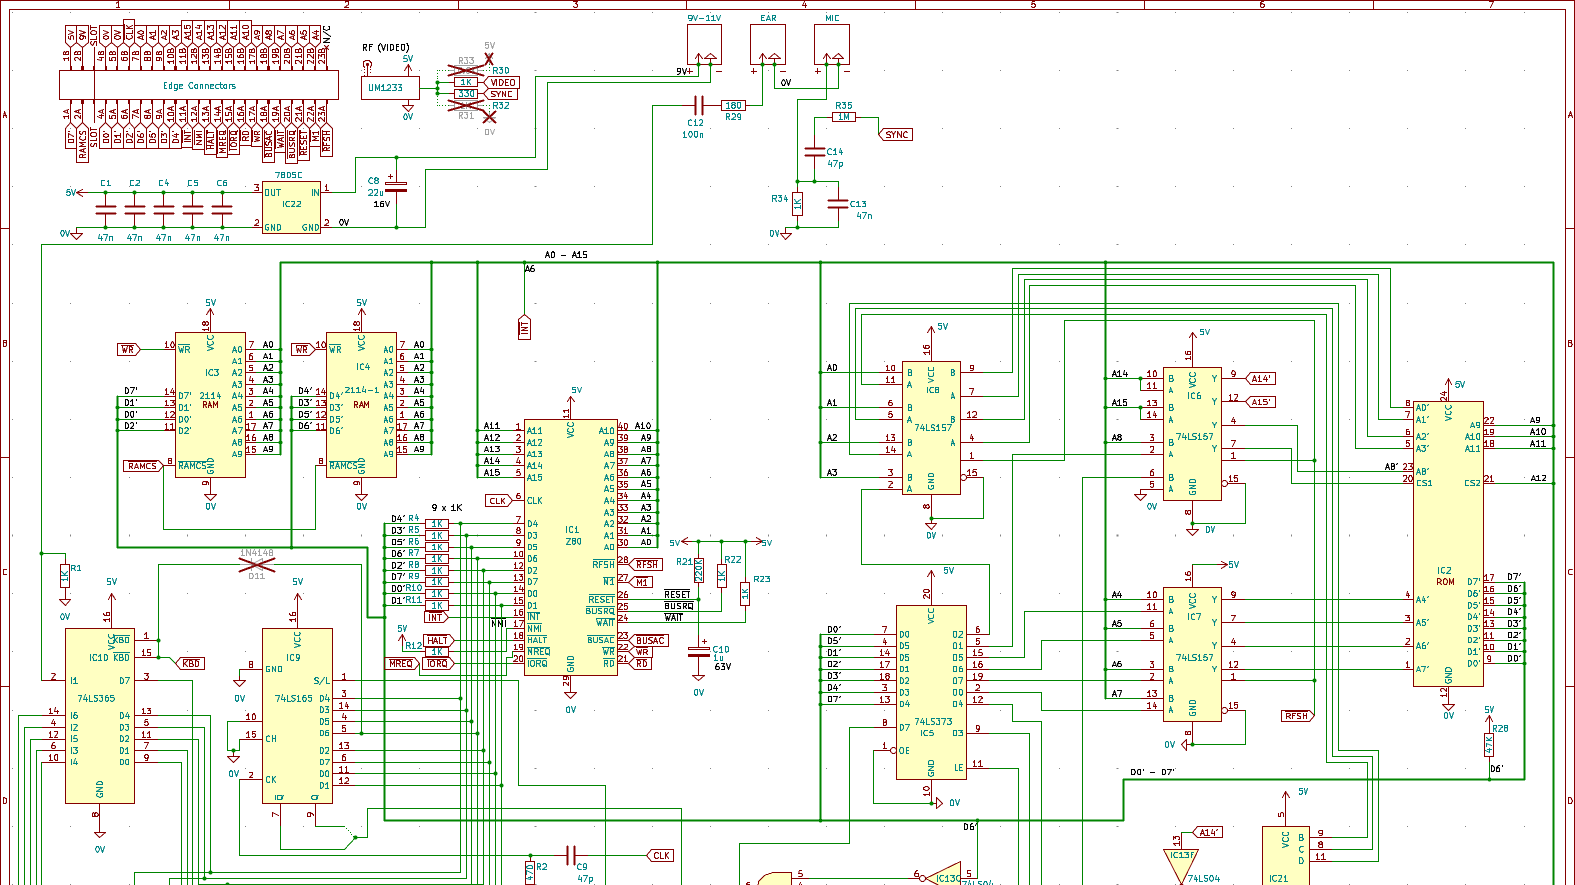 1 2 3 4 5 6 7
5V 9V SLOT 0V 0V CLK A0 A1 A2 A3 A15 A14 A13 A12 A11 A10 A9 A8 A7 A6 A5 A4 N/C
1B 2B 4B 5B 6B 7B 8B 9B 10B 11B 12B 13B 14B 15B 16B 17B 18B 19B 20B 21B 22B 23B
Edge Connectors
1A 2A 4A 5A 6A 7A 8A 9A 10A 11A 12A 13A 14A 15A 16A 17A 18A 19A 20A 21A 22A 23A
D7' RAMCS SLOT D0' D1' D2' D6' D5' D3' D4' INT NMI HALT MREQ IORQ RD WR BUSAC WAIT BUSRQ RESET M1 RFSH
RF (VIDEO)
5V
UM1233
0V
5V
R33
R30
1K VIDEO
330 SYNC
R32
R31
0V
9V-11V EAR MIC
9V+ - + - + -
0V
C12
100n
180
R29
R35
1M
SYNC
C14
47p
R34
1K
C13
47n
0V
A A
C1 C2 C4 C5 C6
5V
47n 47n 47n 47n 47n
0V
7805C
3 OUT IN 1
IC22
2 GND GND 2
0V
C8
22u
16V
+
A0 - A15
A6
INT
B B
5V
18 VCC
WR 10 WR
IC3
2114
RAM
A0 7 A0
A1 6 A1
A2 5 A2
A3 4 A3
D7' 14 D7' A4 3 A4
D1' 13 D1' A5 2 A5
D0' 12 D0' A6 1 A6
D2' 11 D2' A7 17 A7
A8 16 A8
A9 15 A9
RAMCS 8 RAMCS
GND 9
0V
5V
18 VCC
WR 10 WR
IC4
2114-1
RAM
A0 7 A0
A1 6 A1
A2 5 A2
A3 4 A3
D4' 14 D4' A4 3 A4
D3' 13 D3' A5 2 A5
D5' 12 D5' A6 1 A6
D6' 11 D6' A7 17 A7
A8 16 A8
A9 15 A9
8 RAMCS
GND 9
0V
5V
11 VCC
A11 1 A11 A10 40 A10
A12 2 A12 A9 39 A9
A13 3 A13 A8 38 A8
A14 4 A14 A7 37 A7
A15 5 A15 A6 36 A6
A5 35 A5
CLK 6 CLK A4 34 A4
A3 33 A3
9 x 1K
D4' R4 1K 7 D4 A2 32 A2
D3' R5 1K 8 D3 IC1 A1 31 A1
D5' R6 1K 9 D5 Z80 A0 30 A0
D6' R7 1K 10 D6 RFSH 28 RFSH
D2' R8 1K 12 D2
D7' R9 1K 13 D7 M1 27 M1
D0' R10 1K 14 D0 RESET 26 RESET
D1' R11 1K 15 D1 BUSRQ 25 BUSRQ
INT 16 INT WAIT 24 WAIT
NMI 17 NMI
HALT 18 HALT BUSAC 23 BUSAC
5V R12 1K 19 MREQ WR 22 WR
MREQ IORQ 20 IORQ RD 21 RD
GND 29
0V
5V 5V
R21 220K
R22 1K
R23 1K
C10
1u
63V
+
0V
5V
16 VCC
IC8
74LS157
A0 10 B 9
11 A A 7
A1 6 B
5 A B 12
A2 13 B A 4
14 A 1
A3 3 B 15
2 A
GND 8
0V
5V
16 VCC
IC6
74LS157
A14 10 B Y 9 A14'
11 A
A15 13 B Y 12 A15'
14 A Y 4
A8 3 B Y 7
2 A 1
6 B 15
5 A
0V
GND 8
0V
5V
24 VCC
8 A0'
7 A1' A9 22 A9
6 A2' A10 19 A10
5 A3' A11 18 A11
A8' 23 A8'
20 CS1 CS2 21 A12
IC2
ROM
D7' 17 D7'
D6' 16 D6'
4 A4' D5' 15 D5'
3 A5' D4' 14 D4'
D3' 13 D3'
2 A6' D2' 11 D2'
D1' 10 D1'
1 A7' D0' 9 D0'
GND 12
0V
C C
1N4148
D11
R1 1K
0V
5V
16 VCC
KBD 1
IC10 KBD 15 KBD
2 I1 D7 3
74LS365
14 I6 D4 13
4 I2 D3 5
12 I5 D2 11
6 I3 D1 7
10 I4 D0 9
GND 8
0V
5V
16 VCC
IC9
8 GND
0V
S/L 1
74LS165 D4 3
D3 14
10 D5 4
15 CH D6 5
0V
D2 13
D7 6
2 CK D0 11
D1 12
7 9
5V
20 VCC
D0' 7 D0 O2 6
D5' 14 D5 O1 5
D1' 13 D5 O5 15
D2' 17 D1 O6 16
D3' 18 D2 O7 19
D4' 3 D3 O0 2
D7' 13 D4 O4 12
8 D7 74LS373
IC5 O3 9
1 OE
LE 11
GND 10
0V
5V
16 VCC
IC7
74LS157
A4 10 B Y 9
11 A
A5 6 B Y 4
5 A Y 7
A6 3 B Y 12
2 A 1
A7 13 B
14 A 15
GND 8
0V
RFSH
5V
R28
47K
D6'
D0' - D7'
D D
D6'
470 R2
C9
47p
CLK
5
4
6
6 5
IC13C
74LS04
A14'
13
IC13F
74LS04
5V
5 VCC
B 9
C 8
D 11
IC21